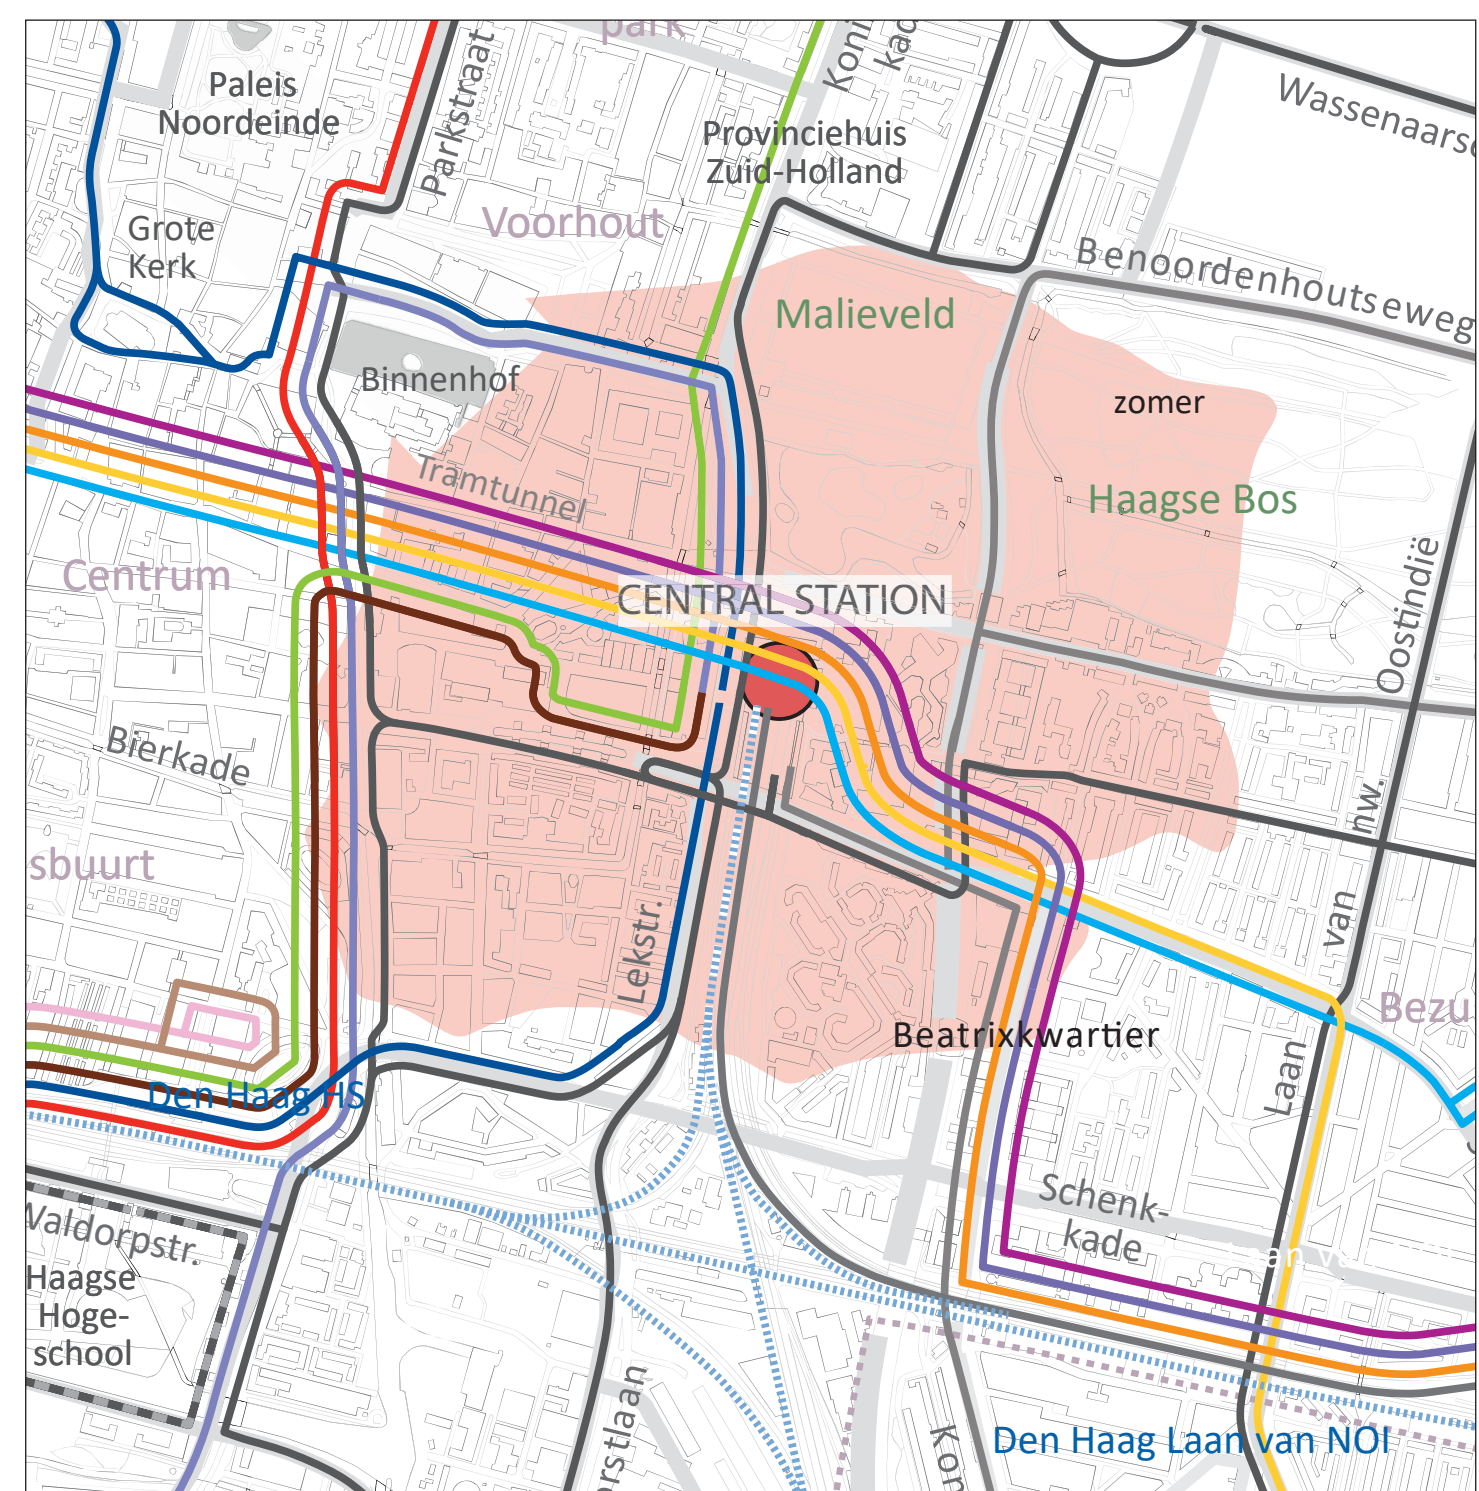 park
Koni
kad
Paleis
Noordeinde
Parkstraat
Wassenaars
Provinciehuis
Zuid-Holland
Voorhout
Grote
Kerk
Benoordenhoutseweg
Malieveld
Binnenhof
zomer
Tramtunnel
Haagse Bos
Centrum
CENTRAL STATION
Oostindië
Bierkade
nw.
sbuurt
van
Lekstr.
Beatrixkwartier
Bezu
Laan
Den Haag HS
Schenk-
kade
Waldorpstr.
Haagse
Hoge-
school
rstlaan
Kon
Den Haag Laan van NOI